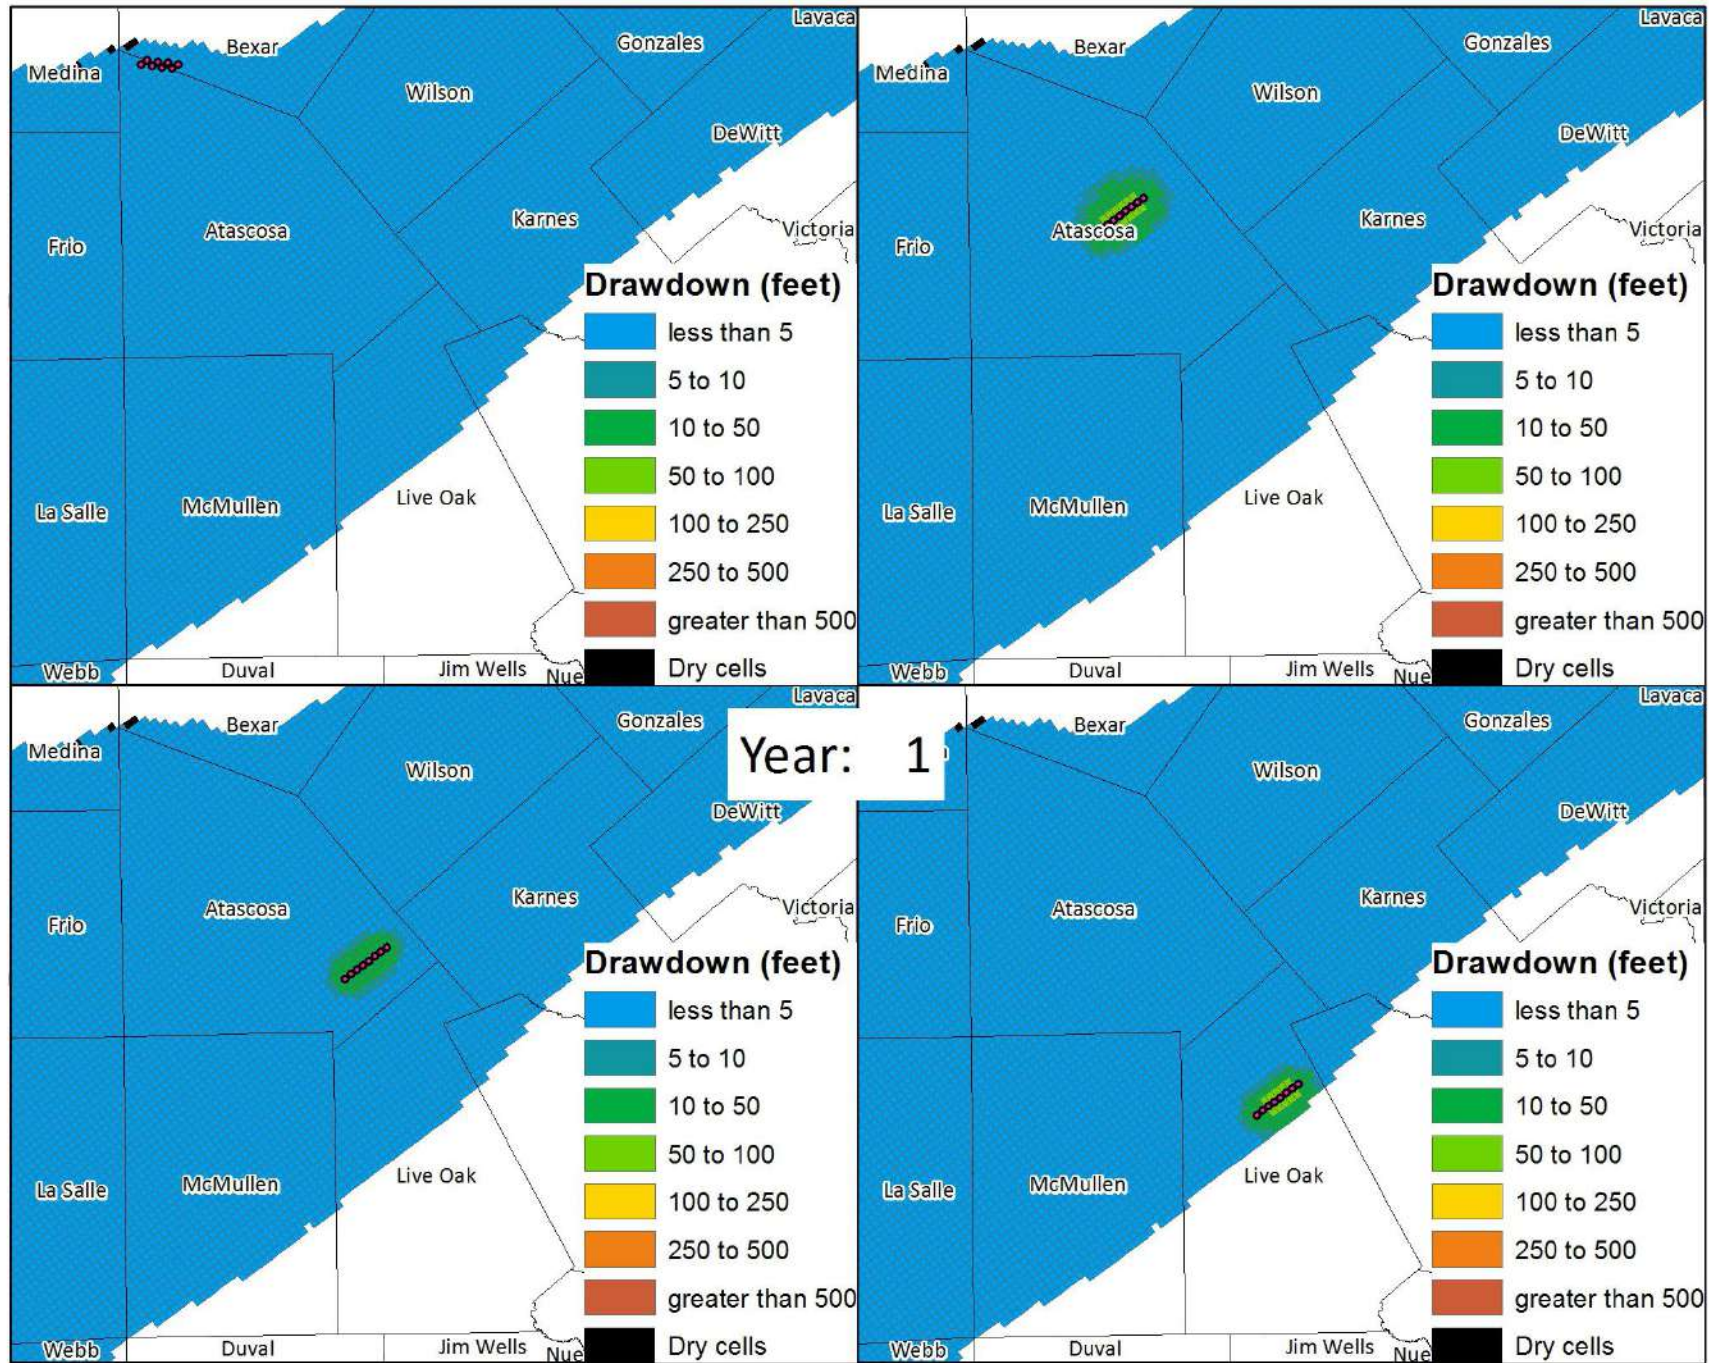 Lavaca
Bexar
Gonzales
Medina
Wilson
DeWitt
Karnes
Atascosa
Victoria
Frio
Drawdown (feet)
less than 5
5 to 10
10 to 50
50 to 100
Live Oak
La Salle
McMullen
100 to 250
250 to 500
greater than 500
Webb
Duval
Jim Wells
Nue
Dry cells
Lavaca
Bexar
Gonzales
Medina
Wilson
DeWitt
Karnes
Atascosa
Victoria
Frio
Drawdown (feet)
less than 5
5 to 10
10 to 50
50 to 100
Live Oak
La Salle
McMullen
100 to 250
250 to 500
greater than 500
Webb
Duval
Jim Wells
Nue
Dry cells
Year: 1
Lavaca
Bexar
Gonzales
Medina
Wilson
DeWitt
Karnes
Atascosa
Victoria
Frio
Drawdown (feet)
less than 5
5 to 10
10 to 50
50 to 100
Live Oak
La Salle
McMullen
100 to 250
250 to 500
greater than 500
Webb
Duval
Jim Wells
Nue
Dry cells
Lavaca
Bexar
Gonzales
Wilson
DeWitt
Karnes
Atascosa
Victoria
Frio
Drawdown (feet)
less than 5
5 to 10
10 to 50
50 to 100
Live Oak
La Salle
McMullen
100 to 250
250 to 500
greater than 500
Webb
Duval
Jim Wells
Nue
Dry cells